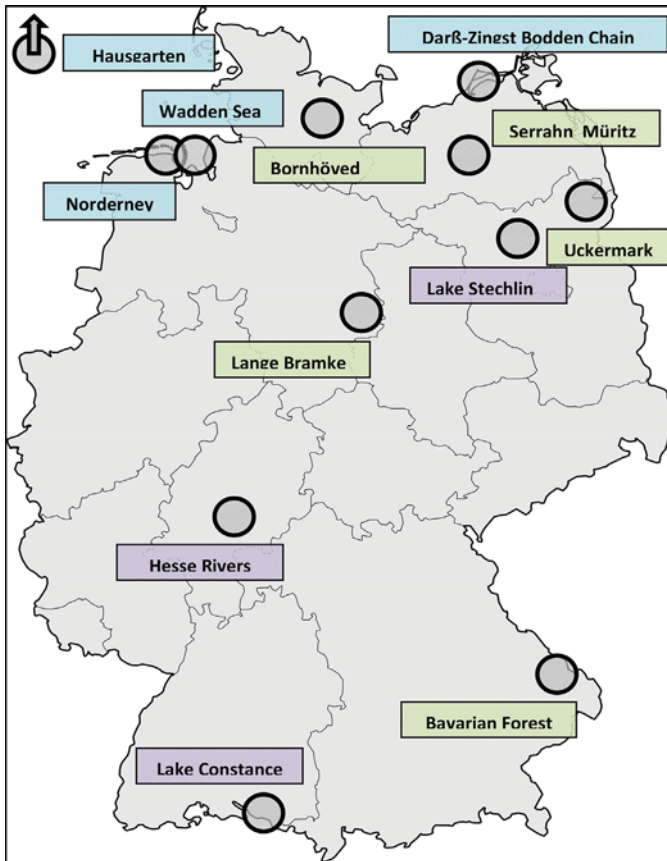 Darß-Zingst Bodden Chain
Hausgarten
Wadden Sea
Serrahn Müritz
Bornhöved
Norderney
Uckermark
Lake Stechlin
Lange Bramke
Hesse Rivers
Bavarian Forest
Lake Constance